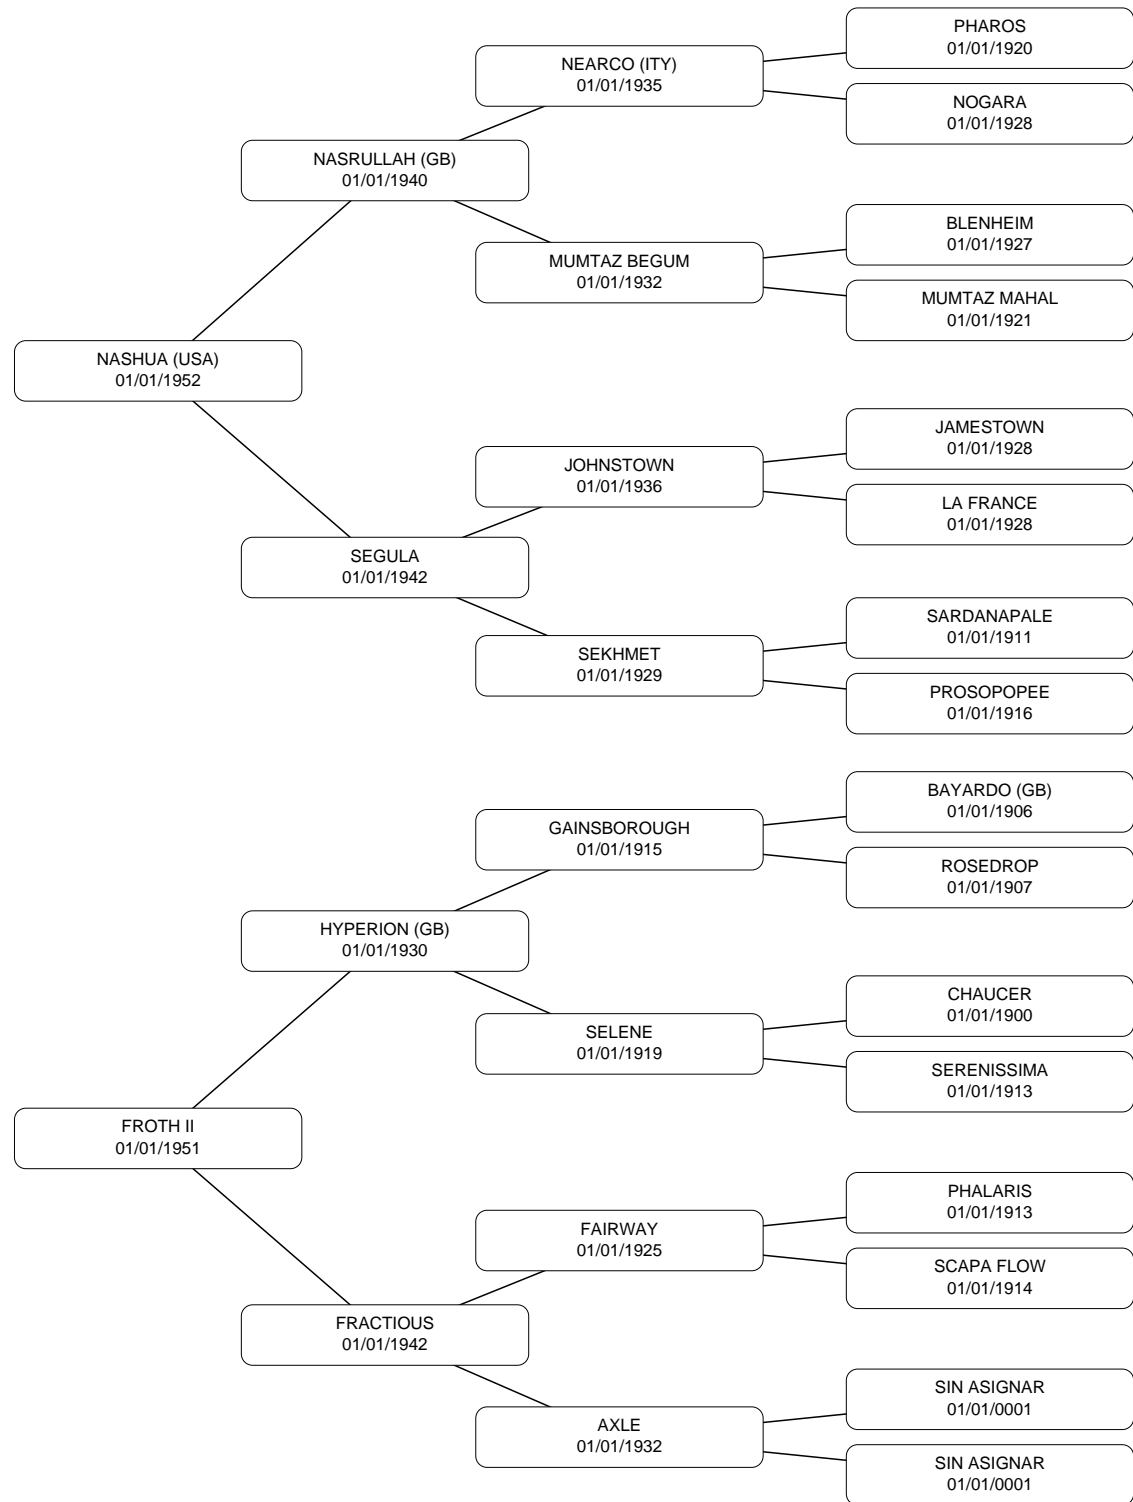 PHAROS
01/01/1920
NEARCO (ITY)
01/01/1935
NOGARA
01/01/1928
NASRULLAH (GB)
01/01/1940
BLENHEIM
01/01/1927
MUMTAZ BEGUM
01/01/1932
MUMTAZ MAHAL
01/01/1921
NASHUA (USA)
01/01/1952
JAMESTOWN
01/01/1928
JOHNSTOWN
01/01/1936
LA FRANCE
01/01/1928
SEGULA
01/01/1942
SARDANAPALE
01/01/1911
SEKHMET
01/01/1929
PROSOPOPEE
01/01/1916
BAYARDO (GB)
01/01/1906
GAINSBOROUGH
01/01/1915
ROSEDROP
01/01/1907
HYPERION (GB)
01/01/1930
CHAUCER
01/01/1900
SELENE
01/01/1919
SERENISSIMA
01/01/1913
FROTH II
01/01/1951
PHALARIS
01/01/1913
FAIRWAY
01/01/1925
SCAPA FLOW
01/01/1914
FRACTIOUS
01/01/1942
SIN ASIGNAR
01/01/0001
AXLE
01/01/1932
SIN ASIGNAR
01/01/0001